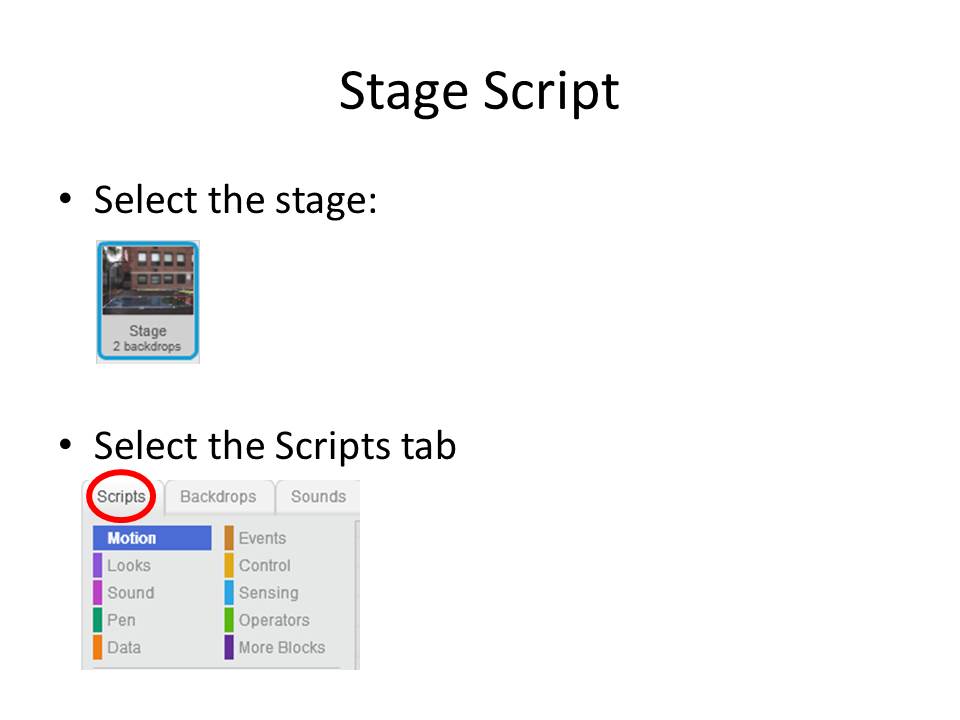 Stage Script
• Select the stage:
Stage
2 backdrops
• Select the Scripts tab
Scripts Backdrops Sounds
Motion Events
Looks Control
Sound Sensing
Pen Operators
Data More Blocks